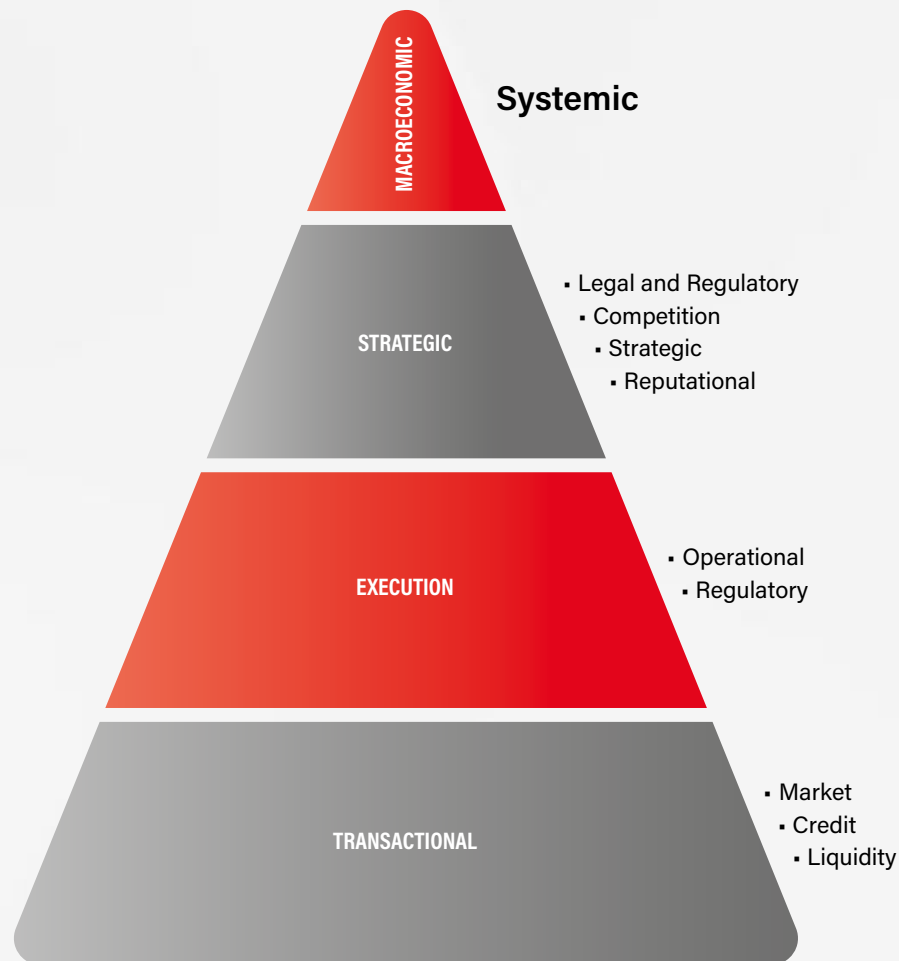 MACROECONOMIC
Systemic
STRATEGIC
▪ Legal and Regulatory
▪ Competition
▪ Strategic
▪ Reputational
EXECUTION
▪ Operational
▪ Regulatory
TRANSACTIONAL
▪ Market
▪ Credit
▪ Liquidity